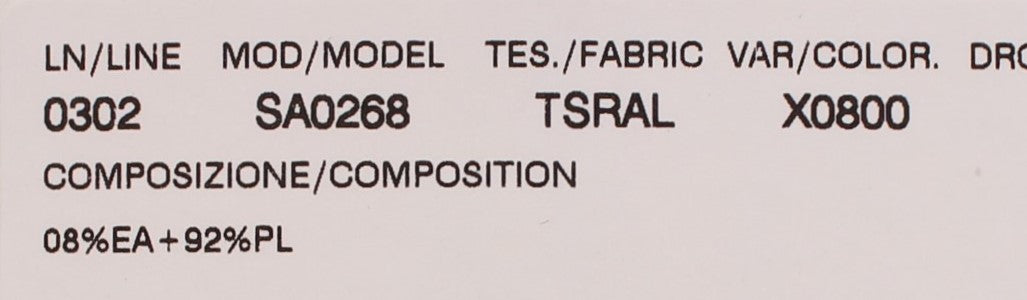 LN/LINE MOD/MODEL TES./FABRIC VAR/COLOR.
0302 SA0268 TSRAL X0800
COMPOSIZIONE/COMPOSITION
08%EA+92%PL